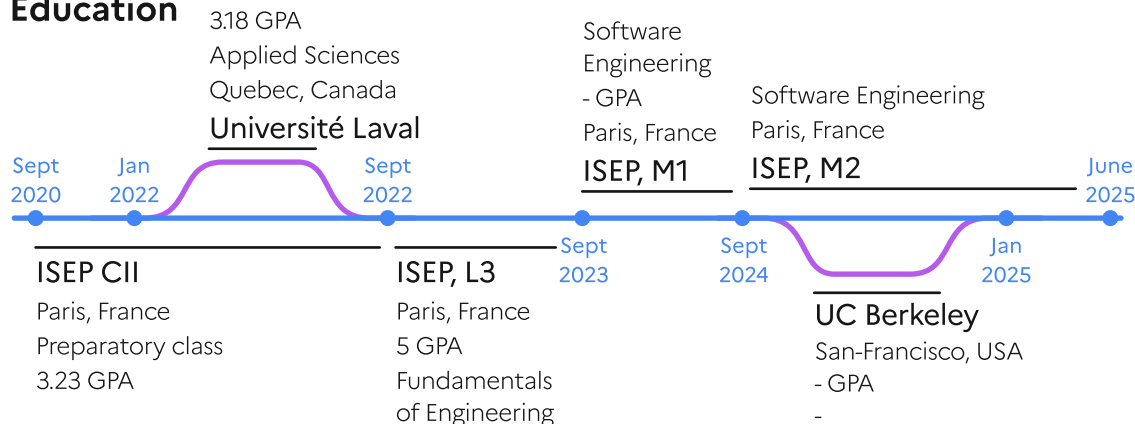 Education
3.18 GPA
Applied Sciences
Quebec, Canada
Université Laval
Software
Engineering
- GPA
Paris, France
ISEP, M1
Software Engineering
Paris, France
ISEP, M2
Sept
2020
Jan
2022
Sept
2022
June
2025
Sept
2023
Sept
2024
Jan
2025
ISEP CII
Paris, France
Preparatory class
3.23 GPA
ISEP, L3
Paris, France
5 GPA
Fundamentals
of Engineering
UC Berkeley
San-Francisco, USA
- GPA
-